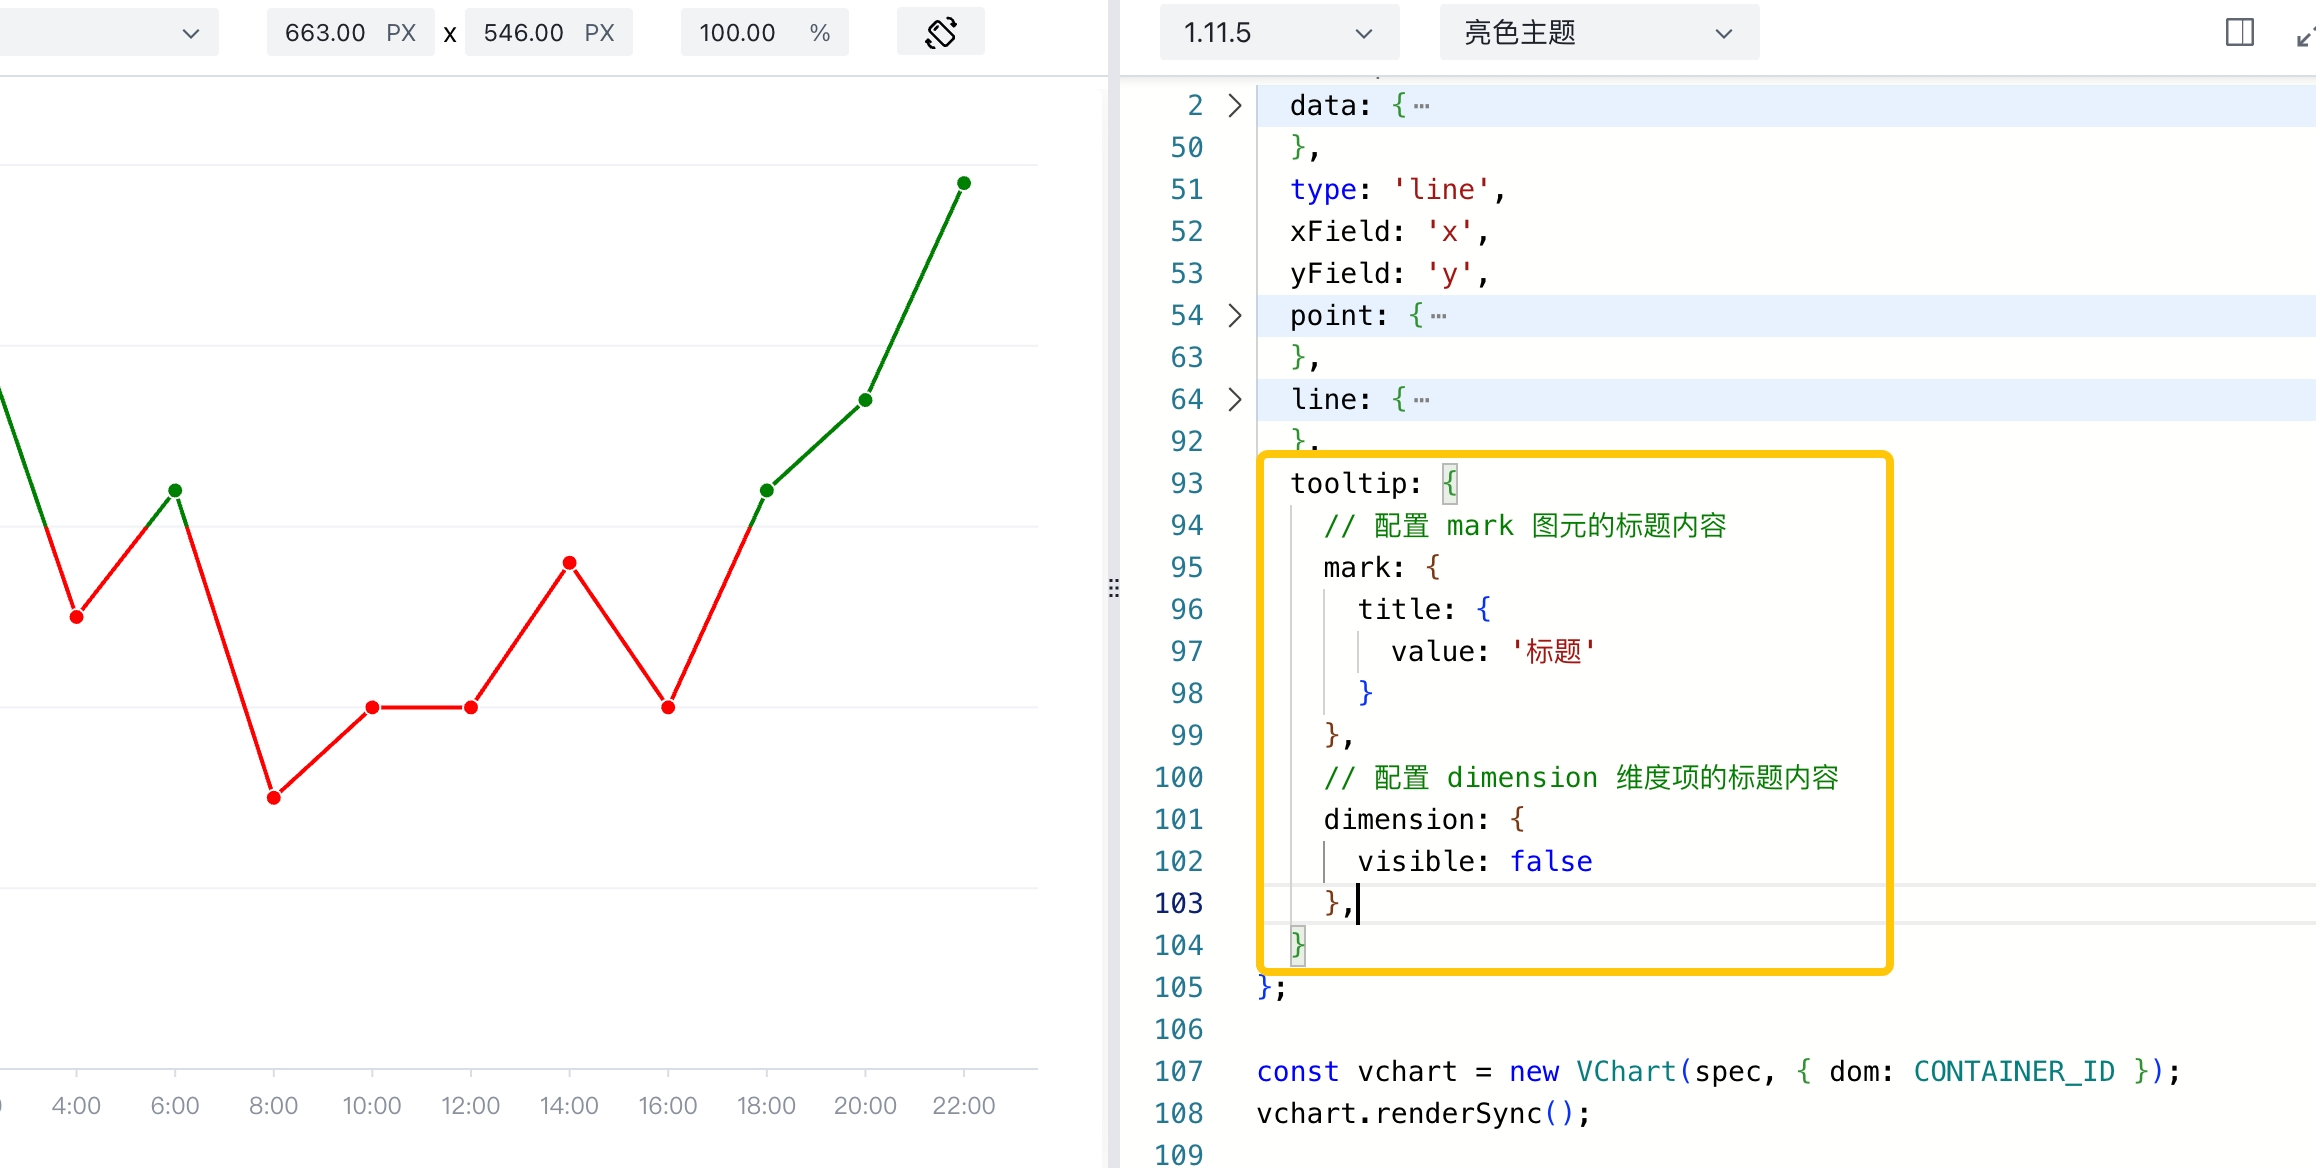 663.00 PX x 546.00 PX 100.00 %
4:00 6:00 8:00 10:00 12:00 14:00 16:00 18:00 20:00 22:00
1.11.5 亮色主题
2 data: {…
50 },
51 type: 'line',
52 xField: 'x',
53 yField: 'y',
54 point: {…
63 },
64 line: {…
92 },
93 tooltip: {
94 // 配置 mark 图元的标题内容
95 mark: {
96 title: {
97 value: '标题'
98 }
99 },
100 // 配置 dimension 维度项的标题内容
101 dimension: {
102 visible: false
103 },
104 }
105 };
106
107 const vchart = new VChart(spec, { dom: CONTAINER_ID });
108 vchart.renderSync();
109